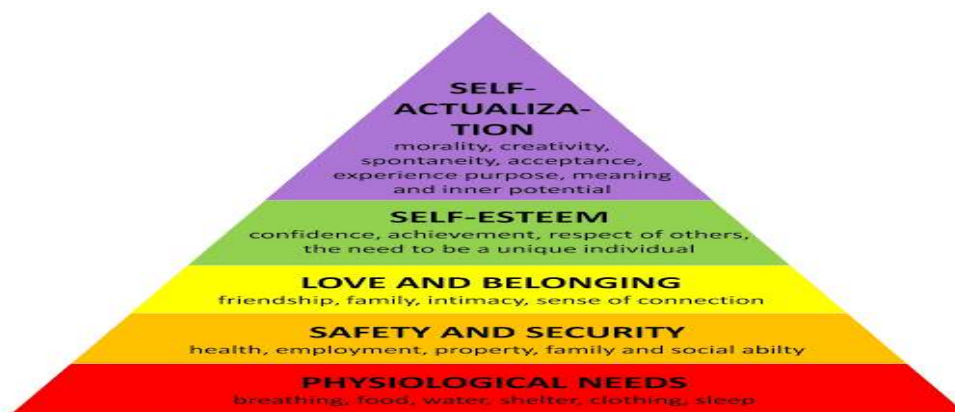 SELF-
ACTUALIZA-
TION
morality, creativity,
spontaneity, acceptance,
experience purpose, meaning
and inner potential
SELF-ESTEEM
confidence, achievement, respect of others,
the need to be a unique individual
LOVE AND BELONGING
friendship, family, intimacy, sense of connection
SAFETY AND SECURITY
health, employment, property, family and social abilty
PHYSIOLOGICAL NEEDS
breathing, food, water, shelter, clothing, sleep